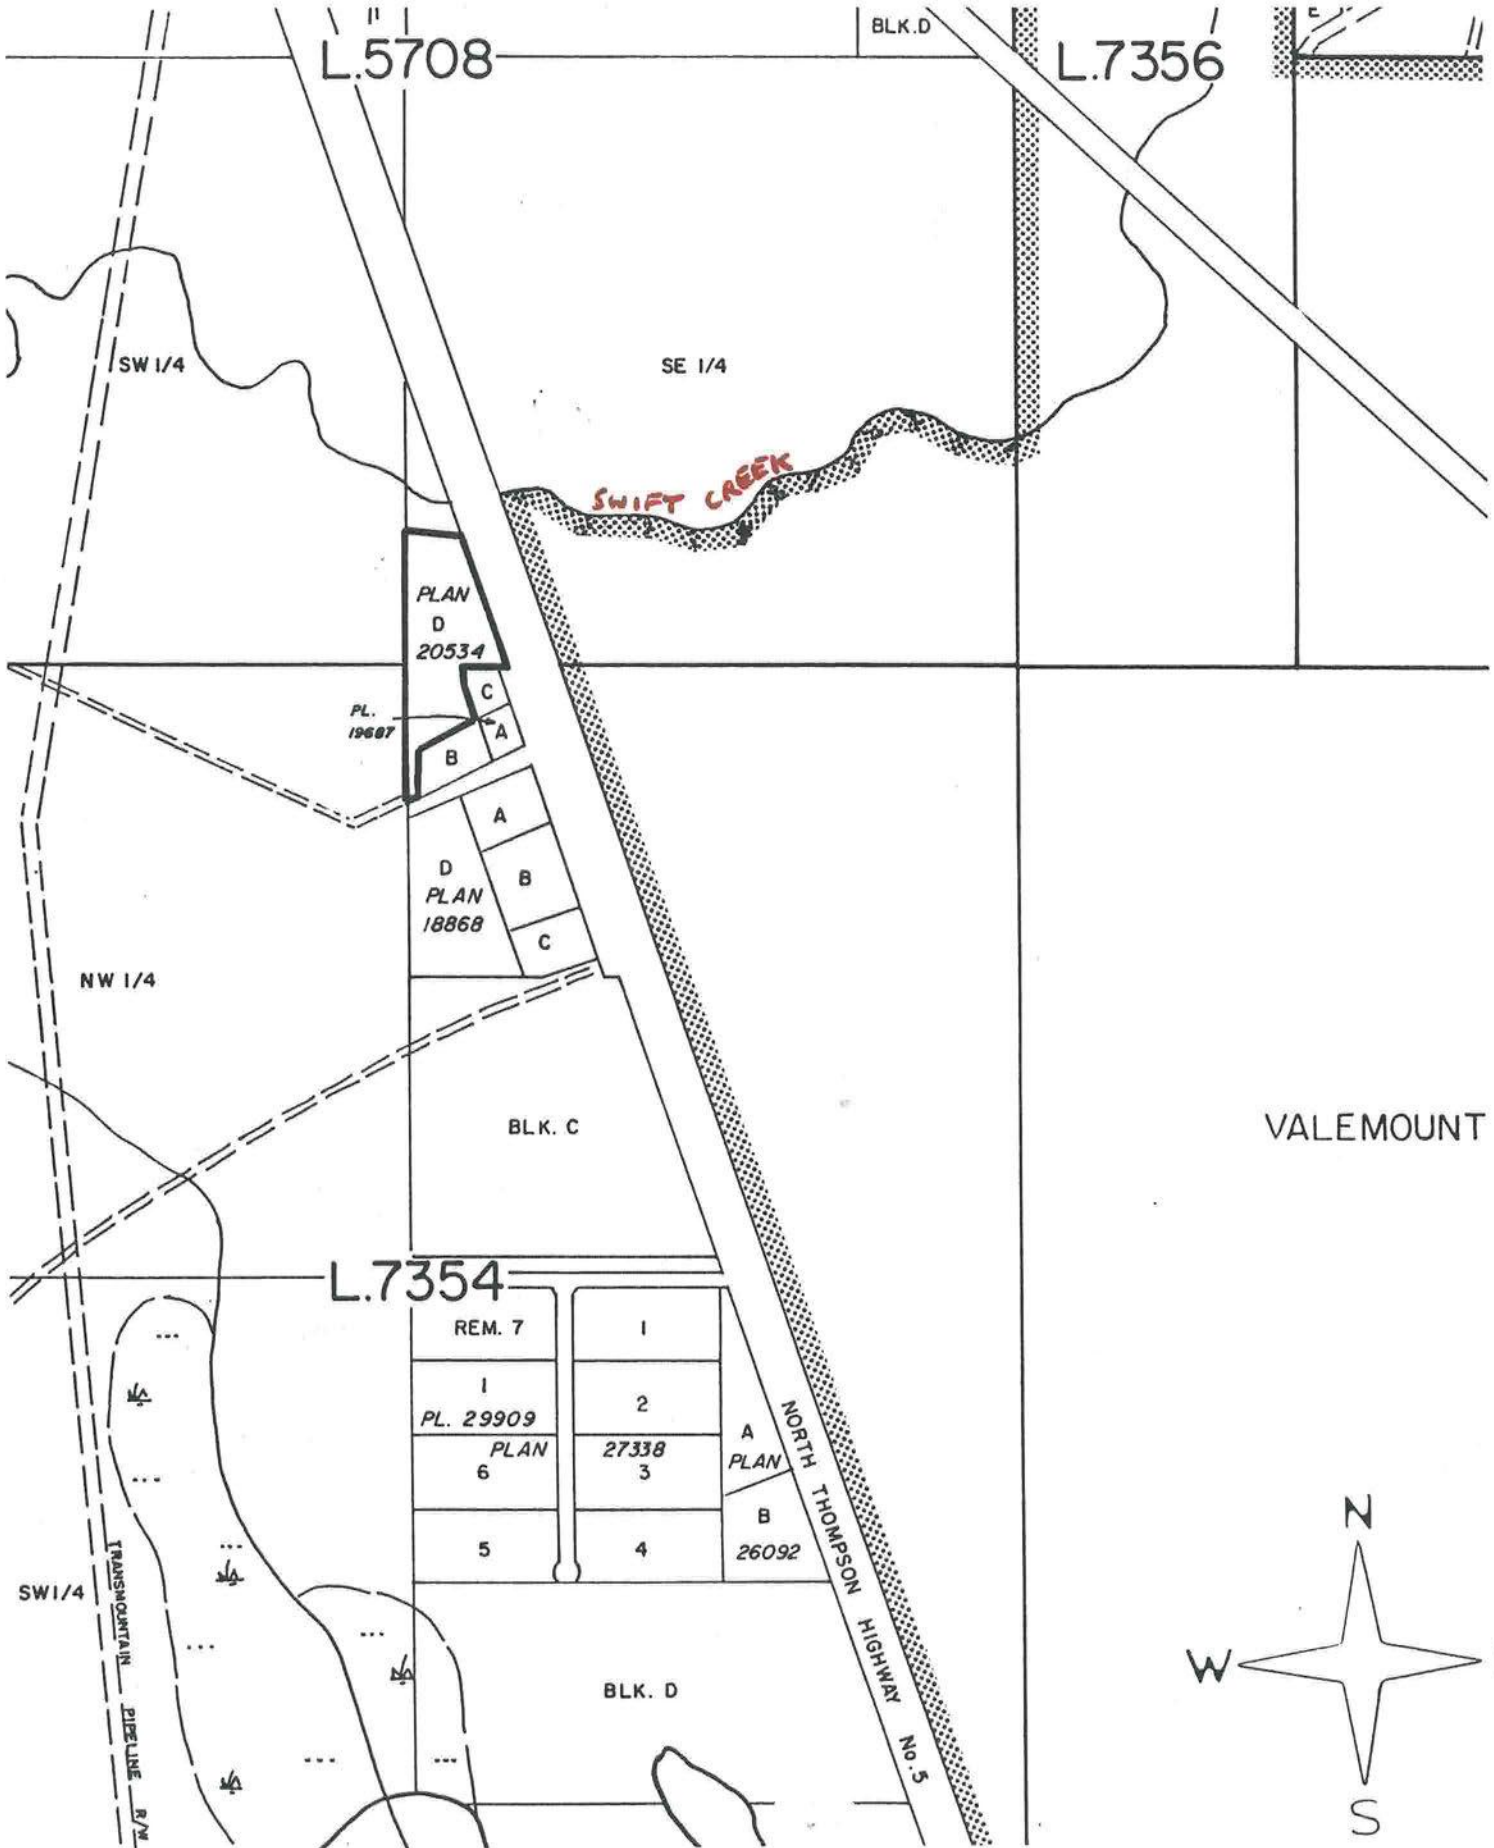 BLK.D
E
L.5708
L.7356
SW 1/4
SE 1/4
SWIFT CREEK
PLAN
D
20534
C
PL.
19687
A
B
A
D
B
PLAN
18868
C
NW 1/4
BLK. C
VALEMOUNT
L.7354
REM. 7
1
1
2
PL. 29909
A
PLAN
27338
PLAN
6
3
B
5
4
26092
NORTH THOMPSON HIGHWAY No.5
SW1/4
TRANSMOUNTAIN PIPELINE R/W
BLK. D
N
W
S